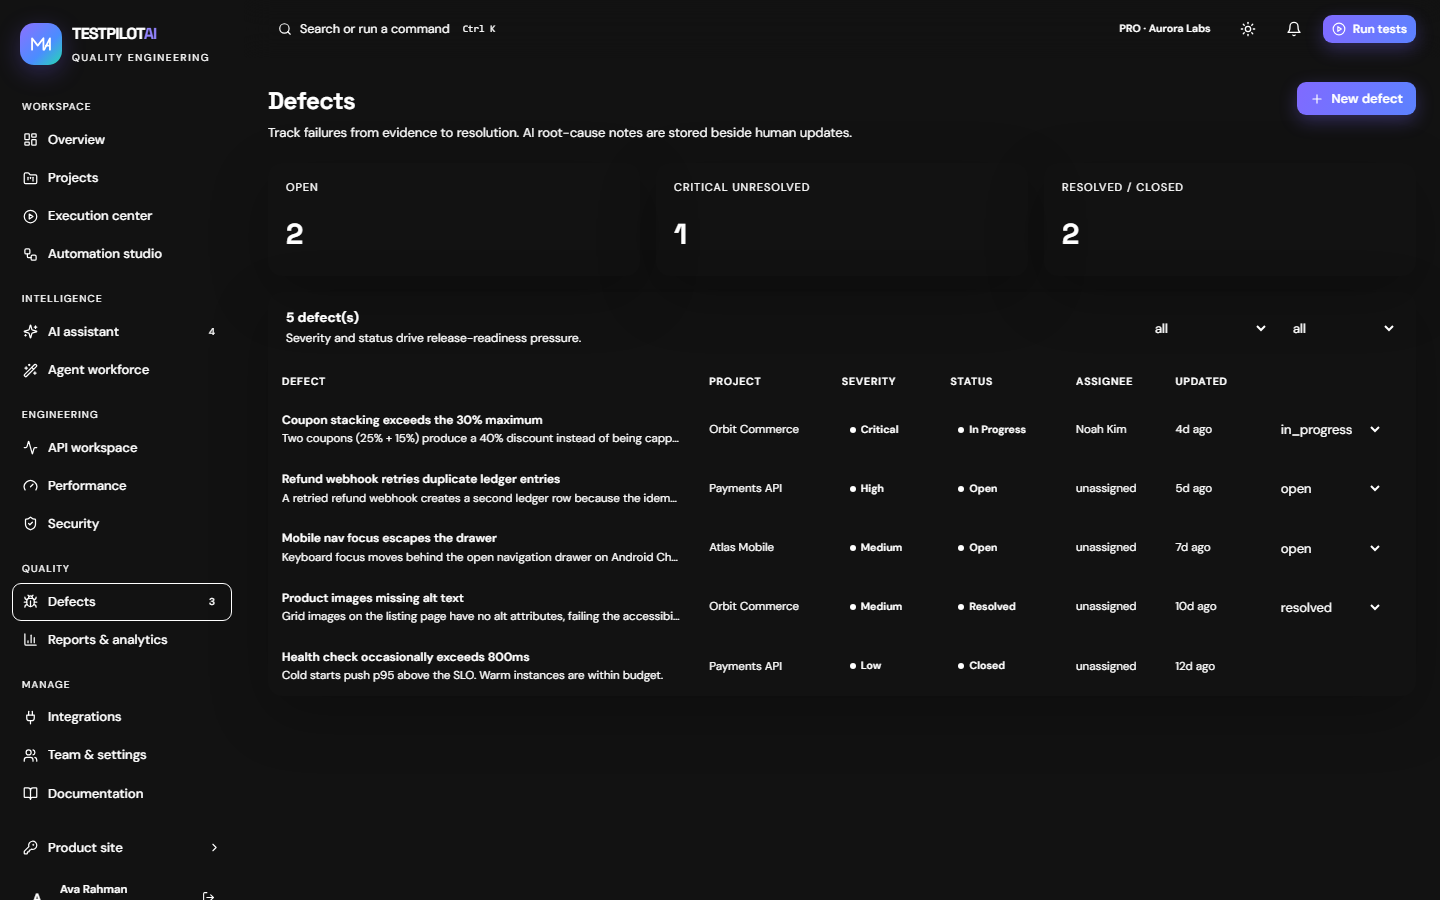 TESTPILOTAI
QUALITY ENGINEERING
Search or run a command Ctrl K
PRO · Aurora Labs
Run tests
WORKSPACE
Overview
Projects
Execution center
Automation studio
INTELLIGENCE
AI assistant 4
Agent workforce
ENGINEERING
API workspace
Performance
Security
QUALITY
Defects 3
Reports & analytics
MANAGE
Integrations
Team & settings
Documentation
Product site
Ava Rahman
Defects
New defect
Track failures from evidence to resolution. AI root-cause notes are stored beside human updates.
OPEN
2
CRITICAL UNRESOLVED
1
RESOLVED / CLOSED
2
5 defect(s)
Severity and status drive release-readiness pressure.
all all
DEFECT PROJECT SEVERITY STATUS ASSIGNEE UPDATED
Coupon stacking exceeds the 30% maximum
Two coupons (25% + 15%) produce a 40% discount instead of being capp…
Orbit Commerce Critical In Progress Noah Kim 4d ago in_progress
Refund webhook retries duplicate ledger entries
A retried refund webhook creates a second ledger row because the idem…
Payments API High Open unassigned 5d ago open
Mobile nav focus escapes the drawer
Keyboard focus moves behind the open navigation drawer on Android Ch…
Atlas Mobile Medium Open unassigned 7d ago open
Product images missing alt text
Grid images on the listing page have no alt attributes, failing the accessibi…
Orbit Commerce Medium Resolved unassigned 10d ago resolved
Health check occasionally exceeds 800ms
Cold starts push p95 above the SLO. Warm instances are within budget.
Payments API Low Closed unassigned 12d ago